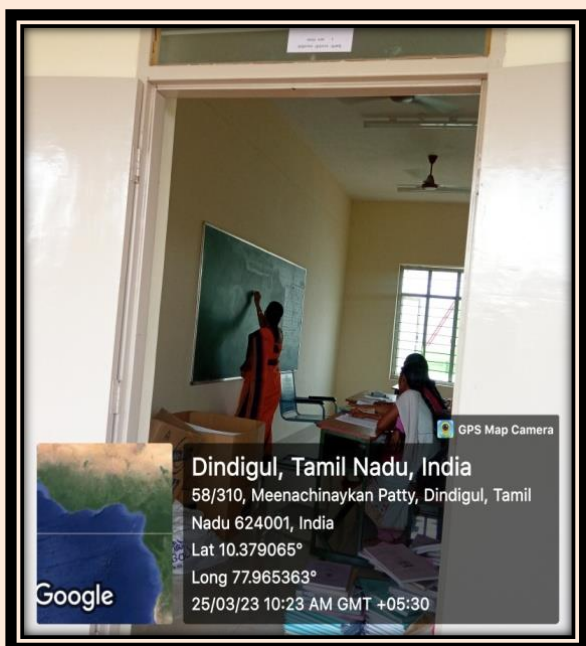 GPS Map Camera
Dindigul, Tamil Nadu, India
58/310, Meenachinaykan Patty, Dindigul, Tamil
Nadu 624001, India
Lat 10.379065°
Long 77.965363°
25/03/23 10:23 AM GMT +05:30
Google